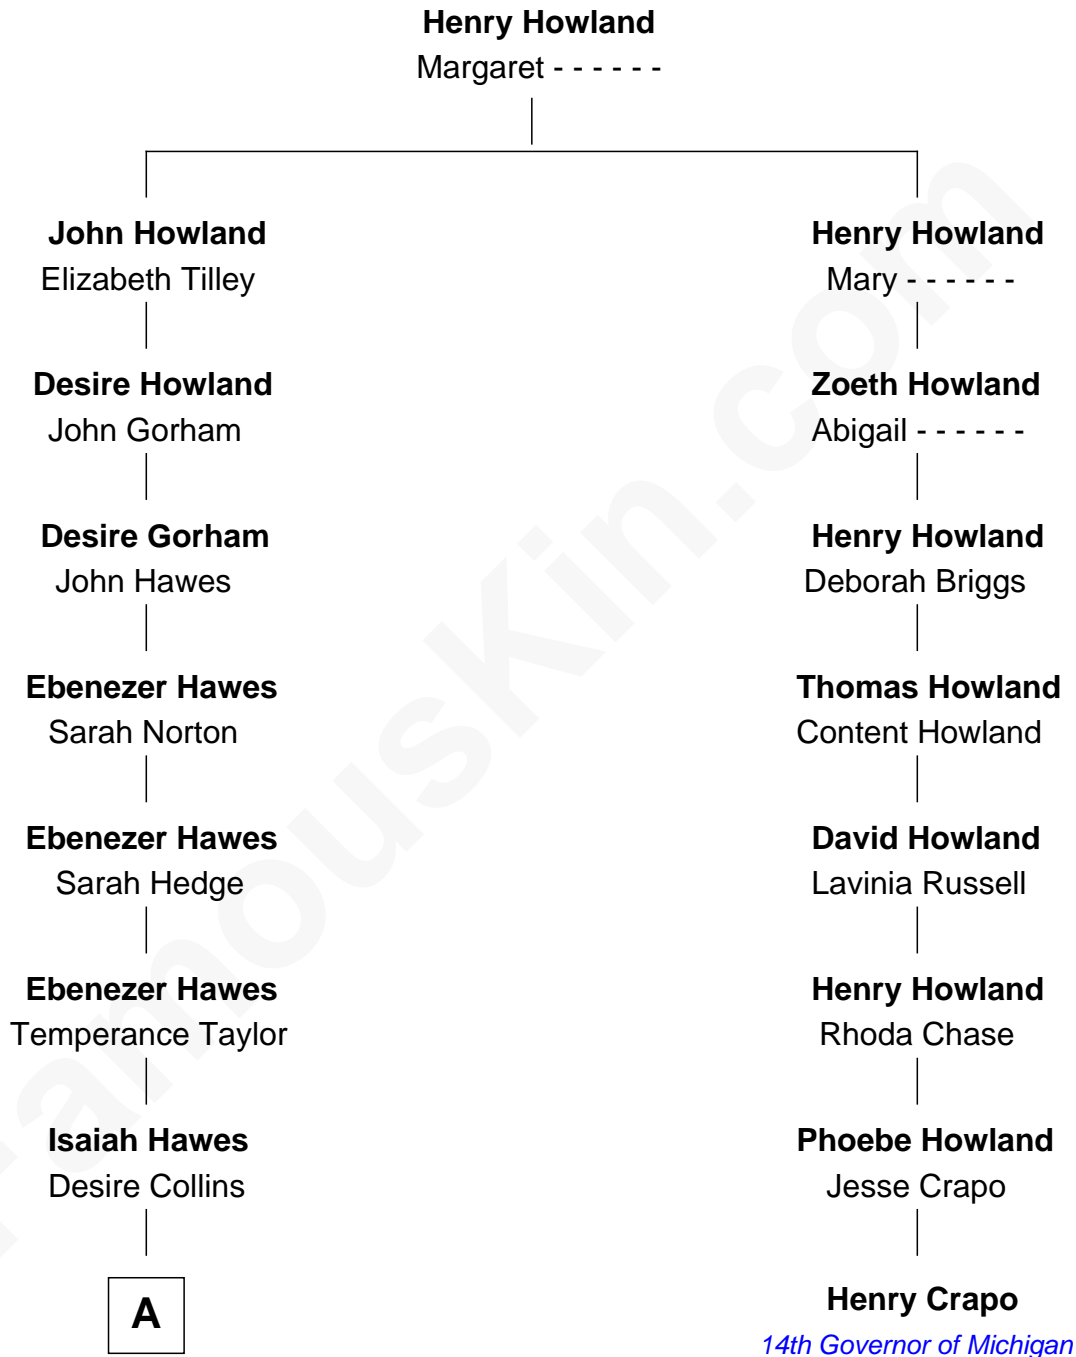 Henry Howland
Margaret - - - - - -
John Howland
Elizabeth Tilley
Henry Howland
Mary - - - - - -
Desire Howland
John Gorham
Zoeth Howland
Abigail - - - - - -
Desire Gorham
John Hawes
Henry Howland
Deborah Briggs
Ebenezer Hawes
Sarah Norton
Thomas Howland
Content Howland
Ebenezer Hawes
Sarah Hedge
David Howland
Lavinia Russell
Ebenezer Hawes
Temperance Taylor
Henry Howland
Rhoda Chase
Isaiah Hawes
Desire Collins
Phoebe Howland
Jesse Crapo
A
Henry Crapo
14th Governor of Michigan
FamousKin.com